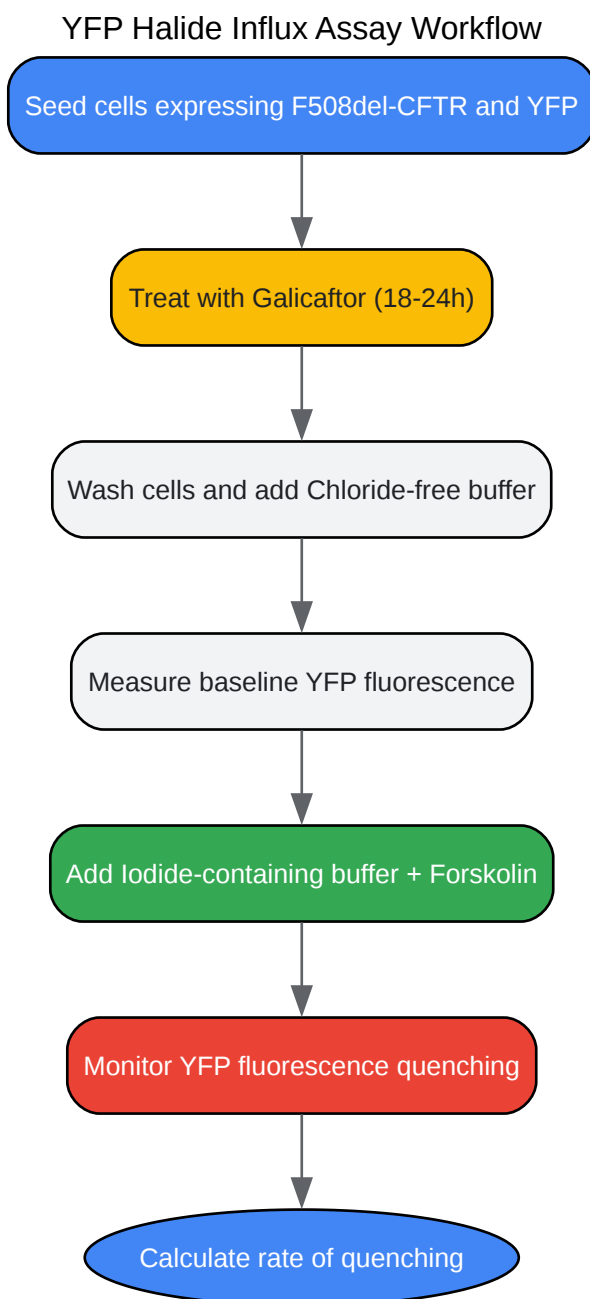 YFP Halide Influx Assay Workflow
Seed cells expressing F508del-CFTR and YFP
Treat with Galicaftor (18-24h)
Wash cells and add Chloride-free buffer
Measure baseline YFP fluorescence
Add Iodide-containing buffer + Forskolin
Monitor YFP fluorescence quenching
Calculate rate of quenching